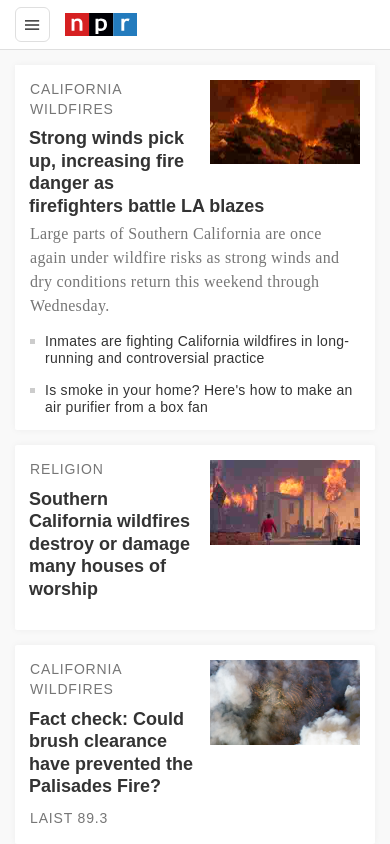 npr
CALIFORNIA
WILDFIRES
Strong winds pick
up, increasing fire
danger as
firefighters battle LA blazes
Large parts of Southern California are once
again under wildfire risks as strong winds and
dry conditions return this weekend through
Wednesday.
Inmates are fighting California wildfires in long-
running and controversial practice
Is smoke in your home? Here's how to make an
air purifier from a box fan
RELIGION
Southern
California wildfires
destroy or damage
many houses of
worship
CALIFORNIA
WILDFIRES
Fact check: Could
brush clearance
have prevented the
Palisades Fire?
LAIST 89.3